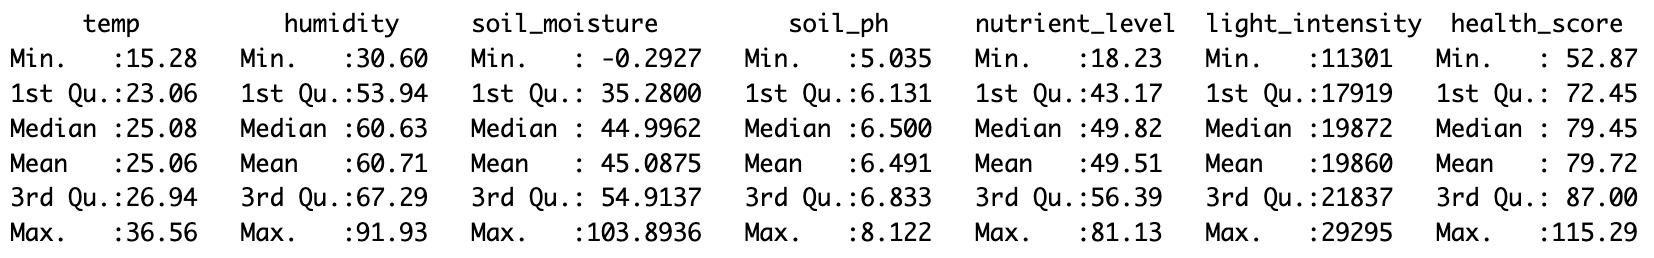 temp humidity soil_moisture soil_ph nutrient_level light_intensity health_score
Min. :15.28 Min. :30.60 Min. : -0.2927 Min. :5.035 Min. :18.23 Min. :11301 Min. : 52.87
1st Qu.:23.06 1st Qu.:53.94 1st Qu.: 35.2800 1st Qu.:6.131 1st Qu.:43.17 1st Qu.:17919 1st Qu.: 72.45
Median :25.08 Median :60.63 Median : 44.9962 Median :6.500 Median :49.82 Median :19872 Median : 79.45
Mean :25.06 Mean :60.71 Mean : 45.0875 Mean :6.491 Mean :49.51 Mean :19860 Mean : 79.72
3rd Qu.:26.94 3rd Qu.:67.29 3rd Qu.: 54.9137 3rd Qu.:6.833 3rd Qu.:56.39 3rd Qu.:21837 3rd Qu.: 87.00
Max. :36.56 Max. :91.93 Max. :103.8936 Max. :8.122 Max. :81.13 Max. :29295 Max. :115.29